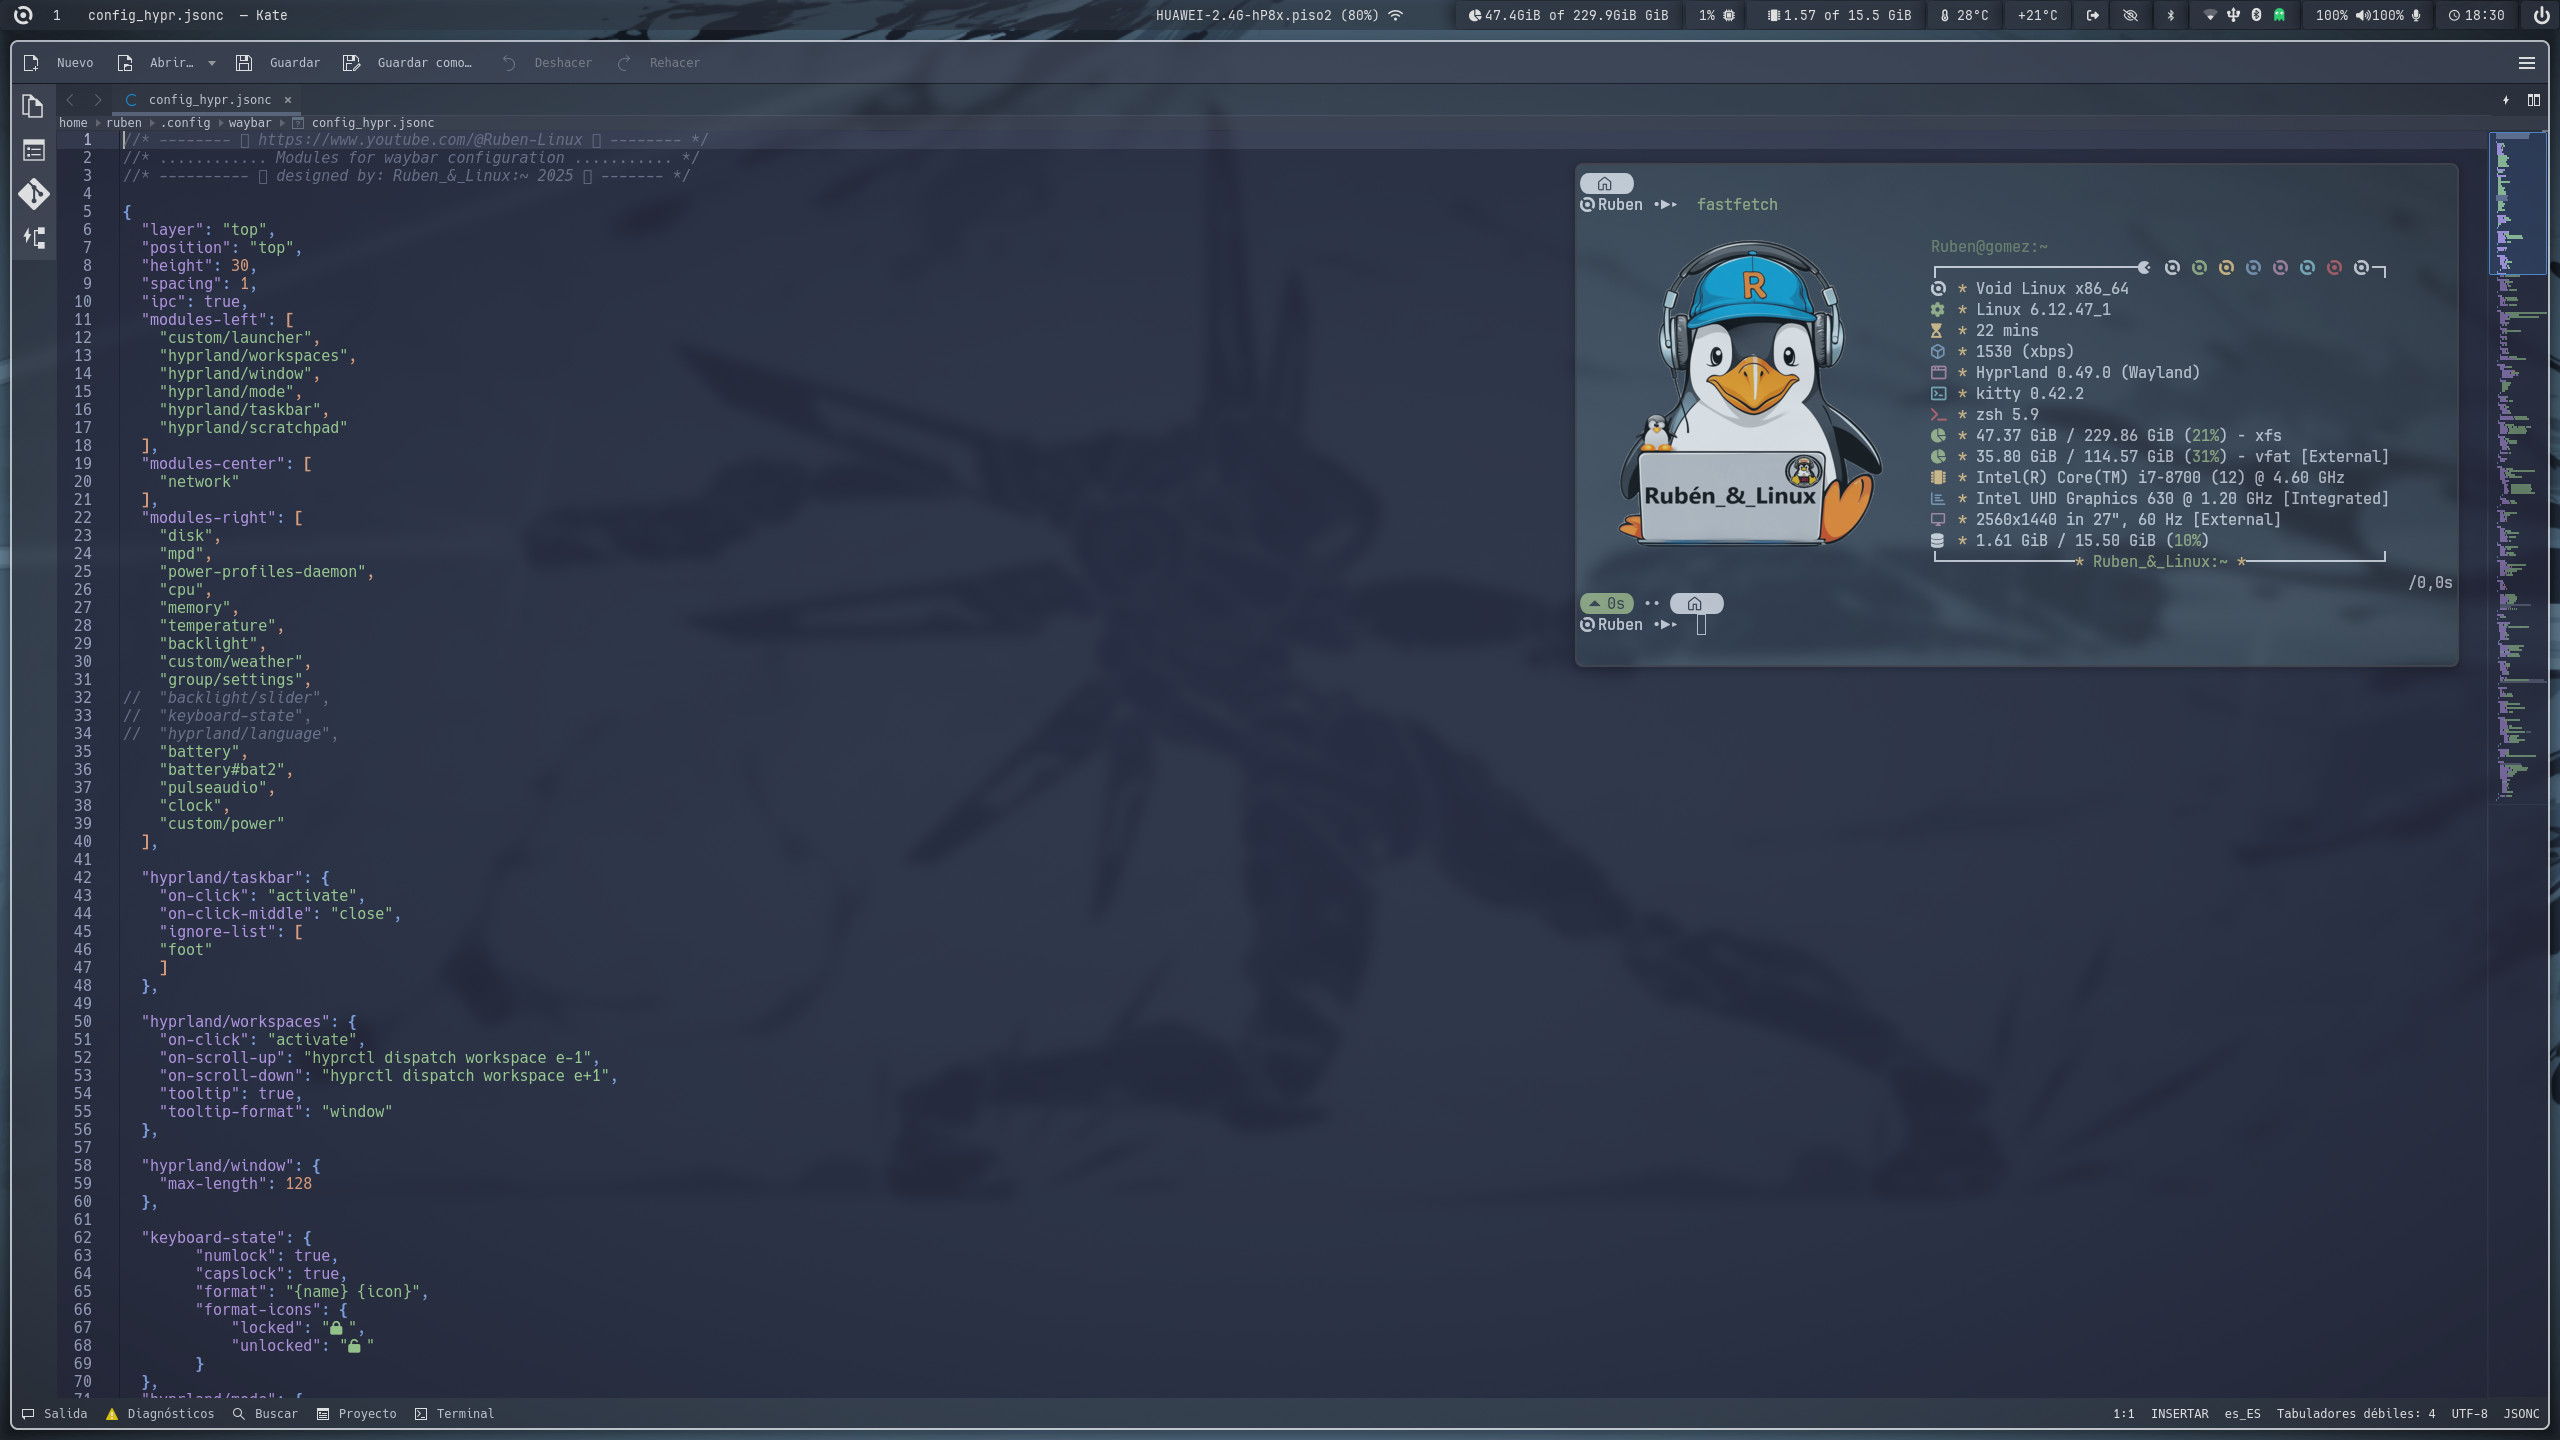 1 config_hypr.jsonc — Kate HUAWEI-2.4G-hP8x.piso2 (80%) 47.4GiB of 229.9GiB GiB 1% 1.57 of 15.5 GiB 28°C +21°C 100% 100% 18:30
Nuevo Abrir… Guardar Guardar como… Deshacer Rehacer
config_hypr.jsonc ×
home ruben .config waybar config_hypr.jsonc
1 //* -------- https://www.youtube.com/@Ruben-Linux -------- */
2 //* ............ Modules for waybar configuration ........... */
3 //* ---------- designed by: Ruben_&_Linux:~ 2025 ------- */
4
5 {
6 "layer": "top",
7 "position": "top",
8 "height": 30,
9 "spacing": 1,
10 "ipc": true,
11 "modules-left": [
12 "custom/launcher",
13 "hyprland/workspaces",
14 "hyprland/window",
15 "hyprland/mode",
16 "hyprland/taskbar",
17 "hyprland/scratchpad"
18 ],
19 "modules-center": [
20 "network"
21 ],
22 "modules-right": [
23 "disk",
24 "mpd",
25 "power-profiles-daemon",
26 "cpu",
27 "memory",
28 "temperature",
29 "backlight",
30 "custom/weather",
31 "group/settings",
32 // "backlight/slider",
33 // "keyboard-state",
34 // "hyprland/language",
35 "battery",
36 "battery#bat2",
37 "pulseaudio",
38 "clock",
39 "custom/power"
40 ],
41
42 "hyprland/taskbar": {
43 "on-click": "activate",
44 "on-click-middle": "close",
45 "ignore-list": [
46 "foot"
47 ]
48 },
49
50 "hyprland/workspaces": {
51 "on-click": "activate",
52 "on-scroll-up": "hyprctl dispatch workspace e-1",
53 "on-scroll-down": "hyprctl dispatch workspace e+1",
54 "tooltip": true,
55 "tooltip-format": "window"
56 },
57
58 "hyprland/window": {
59 "max-length": 128
60 },
61
62 "keyboard-state": {
63 "numlock": true,
64 "capslock": true,
65 "format": "{name} {icon}",
66 "format-icons": {
67 "locked": " ",
68 "unlocked": " "
69 }
70 },
71 "hyprland/mode": {
Ruben fastfetch
Ruben@gomez:~
* Void Linux x86_64
* Linux 6.12.47_1
* 22 mins
* 1530 (xbps)
* Hyprland 0.49.0 (Wayland)
* kitty 0.42.2
* zsh 5.9
* 47.37 GiB / 229.86 GiB (21%) - xfs
* 35.80 GiB / 114.57 GiB (31%) - vfat [External]
* Intel(R) Core(TM) i7-8700 (12) @ 4.60 GHz
* Intel UHD Graphics 630 @ 1.20 GHz [Integrated]
* 2560x1440 in 27", 60 Hz [External]
* 1.61 GiB / 15.50 GiB (10%)
* Ruben_&_Linux:~ *
R
Rubén_&_Linux
/0,0s
0s
Ruben
Salida Diagnósticos Buscar Proyecto Terminal 1:1 INSERTAR es_ES Tabuladores débiles: 4 UTF-8 JSONC